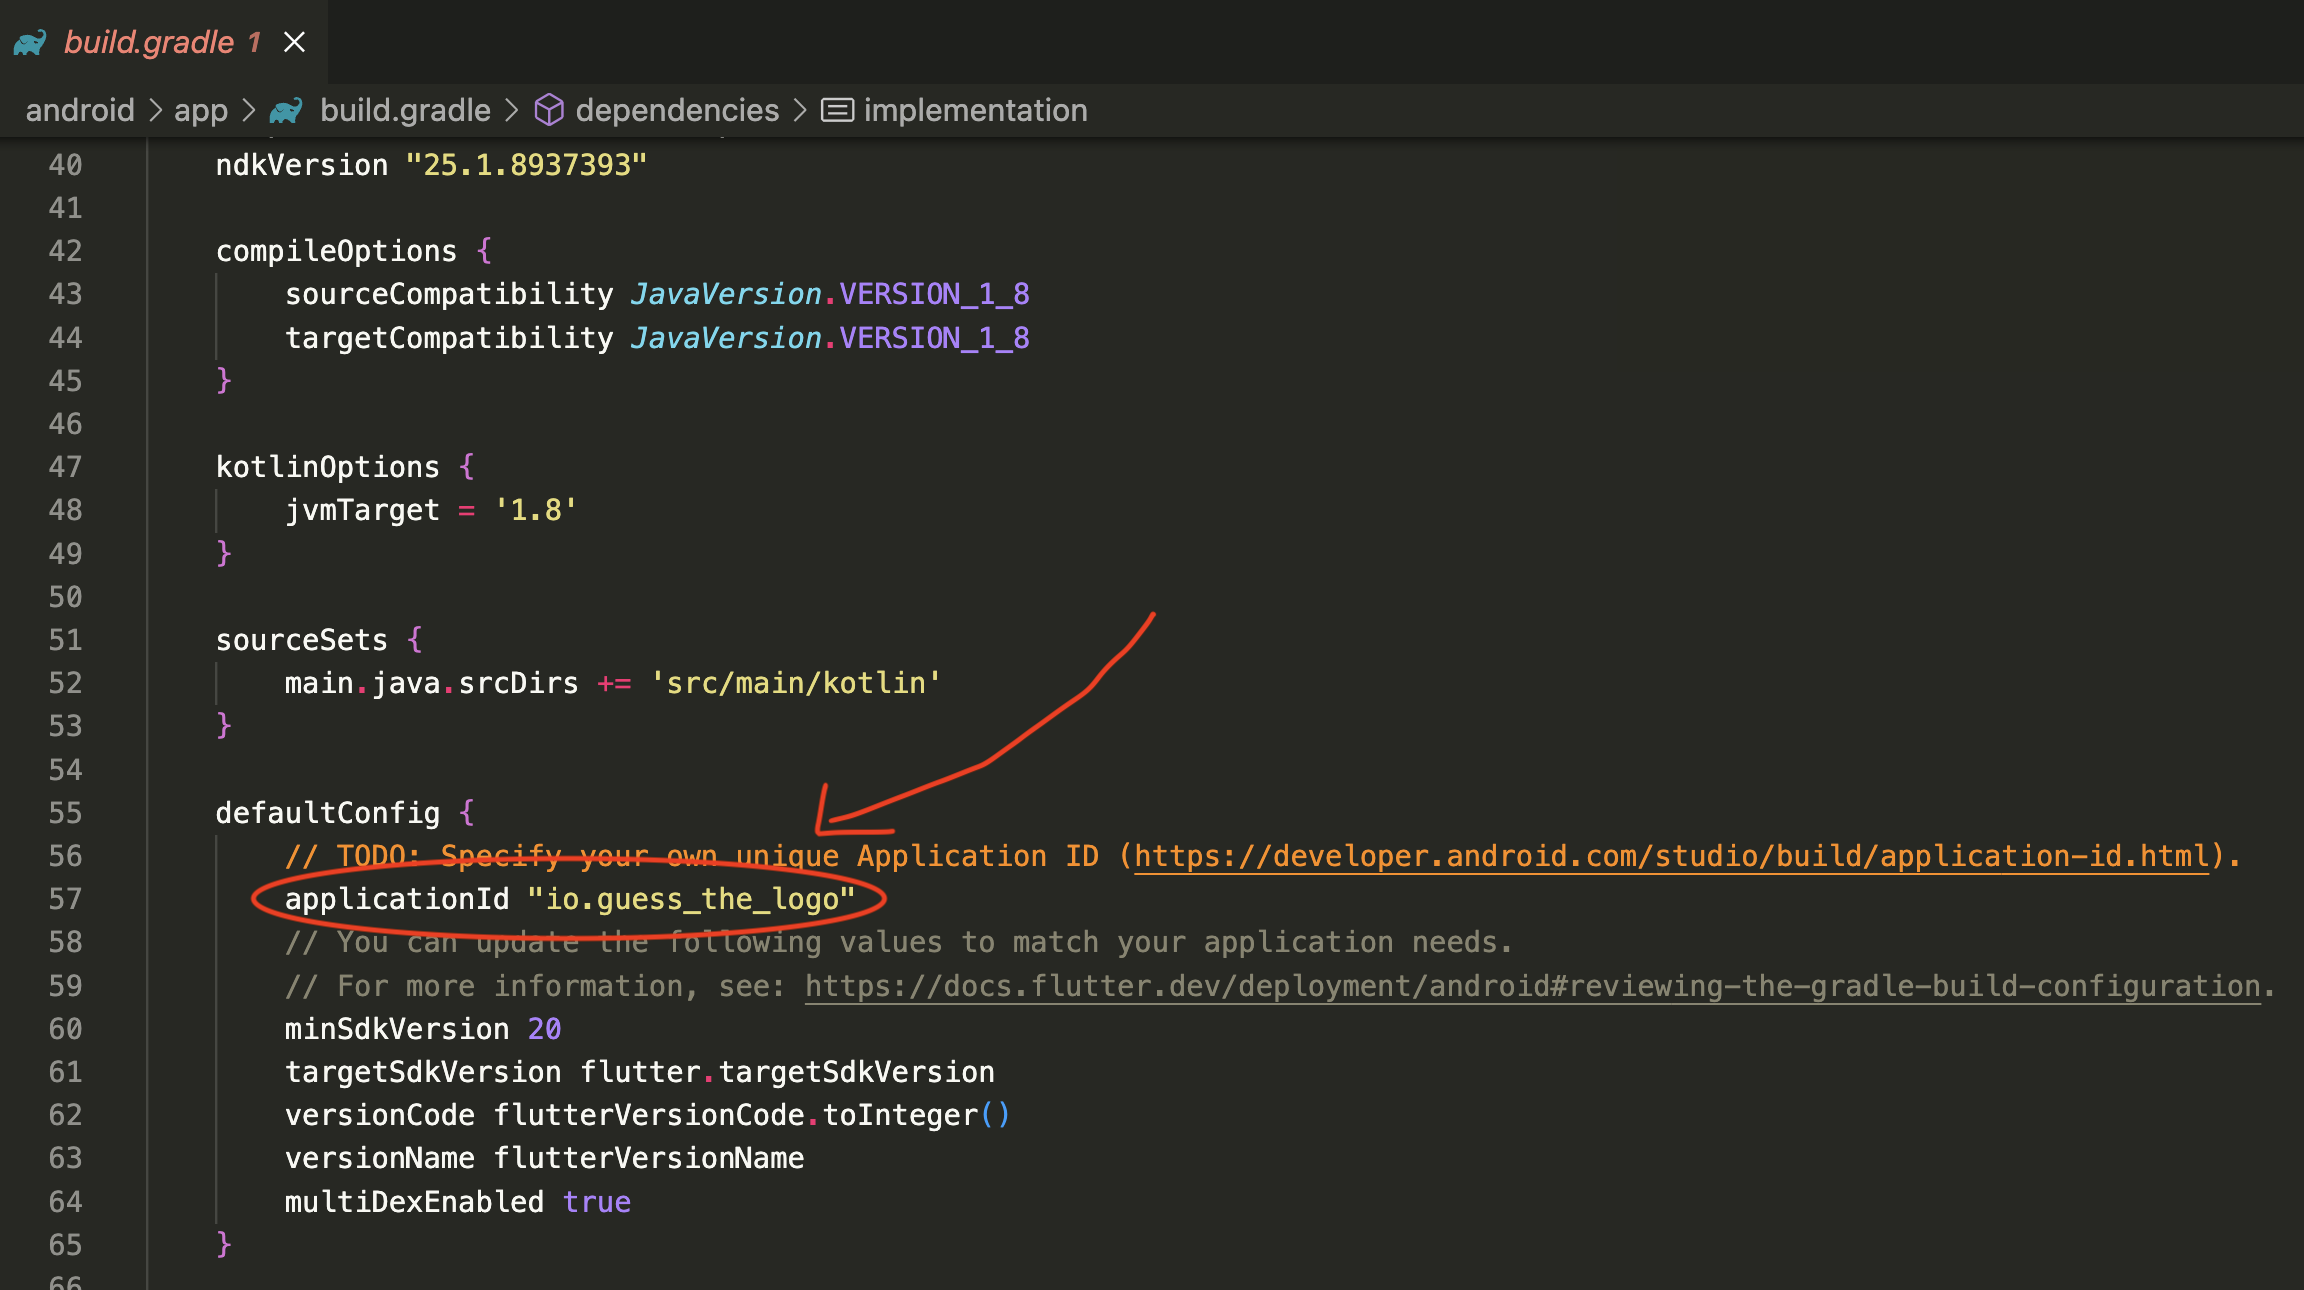 build.gradle 1
android > app > build.gradle > dependencies > implementation
40 ndkVersion "25.1.8937393"
41
42 compileOptions {
43 sourceCompatibility JavaVersion.VERSION_1_8
44 targetCompatibility JavaVersion.VERSION_1_8
45 }
46
47 kotlinOptions {
48 jvmTarget = '1.8'
49 }
50
51 sourceSets {
52 main.java.srcDirs += 'src/main/kotlin'
53 }
54
55 defaultConfig {
56 // TODO: Specify your own unique Application ID (https://developer.android.com/studio/build/application-id.html).
57 applicationId "io.guess_the_logo"
58 // You can update the following values to match your application needs.
59 // For more information, see: https://docs.flutter.dev/deployment/android#reviewing-the-gradle-build-configuration.
60 minSdkVersion 20
61 targetSdkVersion flutter.targetSdkVersion
62 versionCode flutterVersionCode.toInteger()
63 versionName flutterVersionName
64 multiDexEnabled true
65 }
66